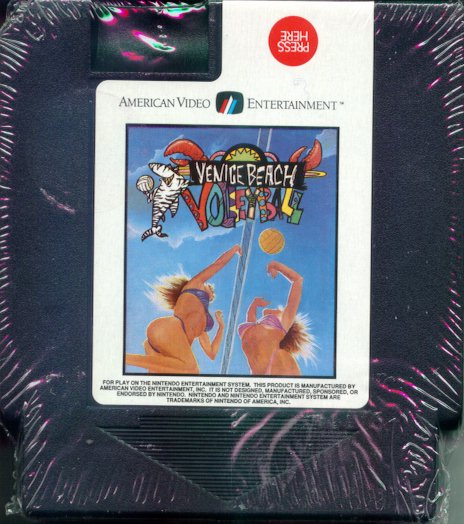 PRESS
HERE
AMERICAN VIDEO ENTRTAINMENT™
VENICE BEACH
VOLLEYBALL
FOR PLAY ON THE NINTENDO ENTERTAINMENT SYSTEM. THIS PRODUCT IS MANUFACTURED BY
AMERICAN VIDEO ENTERTAINMENT, INC. IT IS NOT DESIGNED, MANUFACTURED, SPONSORED, OR
ENDORSED BY NINTENDO. NINTENDO AND NINTENDO ENTERTAINMENT SYSTEM ARE
TRADEMARKS OF NINTENDO OF AMERICA, INC.